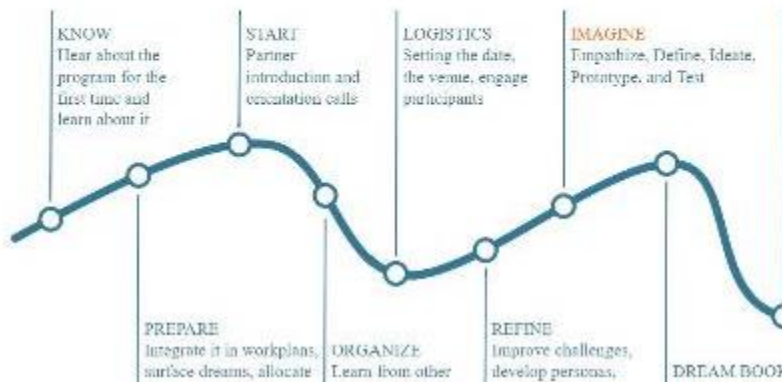 KNOW
Hear about the
program for the
first time and
learn about it
START
Partner
introduction and
orientation calls
LOGISTICS
Setting the date,
the venue, engage
participants
IMAGINE
Empathize, Define, Ideate,
Prototype, and Test
PREPARE
Integrate it in workplans,
surface dreams, allocate
ORGANIZE
Learn from other
REFINE
Improve challenges,
develop personas,
DREAM BOO